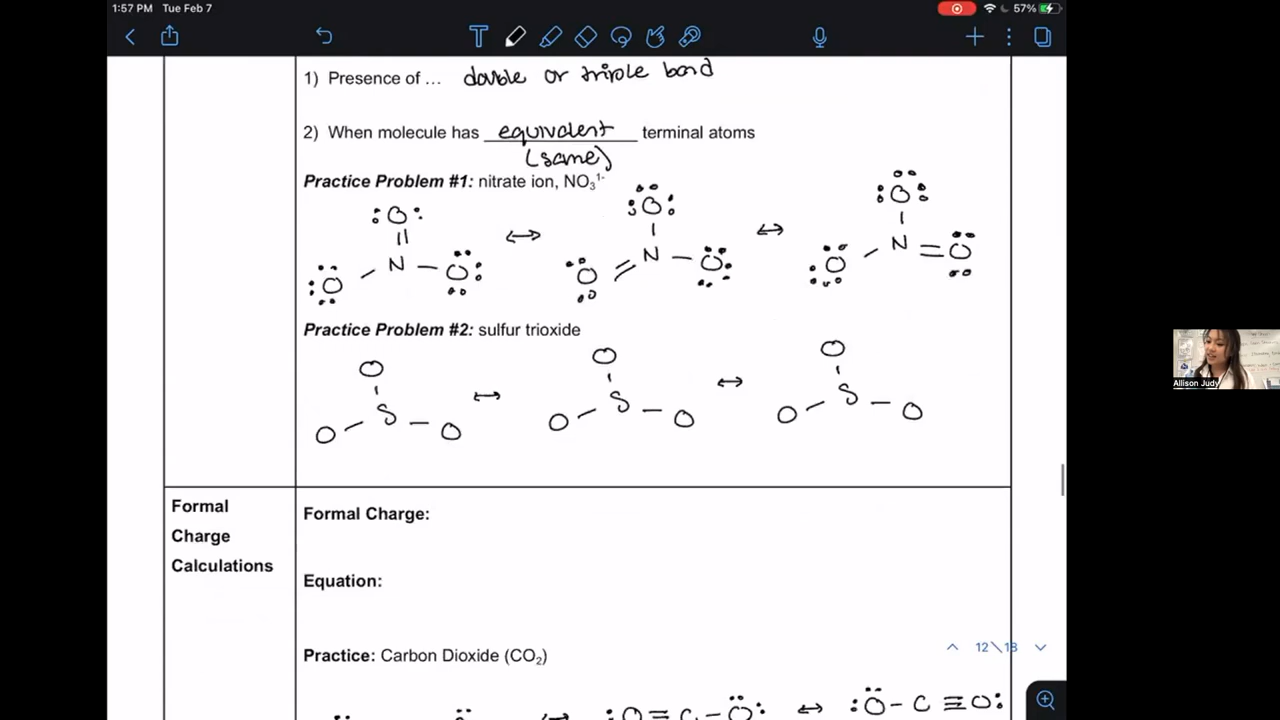 1:57 PM Tue Feb 7
57%
1) Presence of ... double or triple bond
2) When molecule has equivalent terminal atoms
(same)
Practice Problem #1: nitrate ion, NO₃¹⁻
O O O
N N N
O O O O O O
Practice Problem #2: sulfur trioxide
O O O
S S S
O O O O O O
Allison Judy
Formal Charge Calculations
Formal Charge:
Equation:
Practice: Carbon Dioxide (CO₂)
12\18
:O≡C-O: ↔ :O-C≡O: